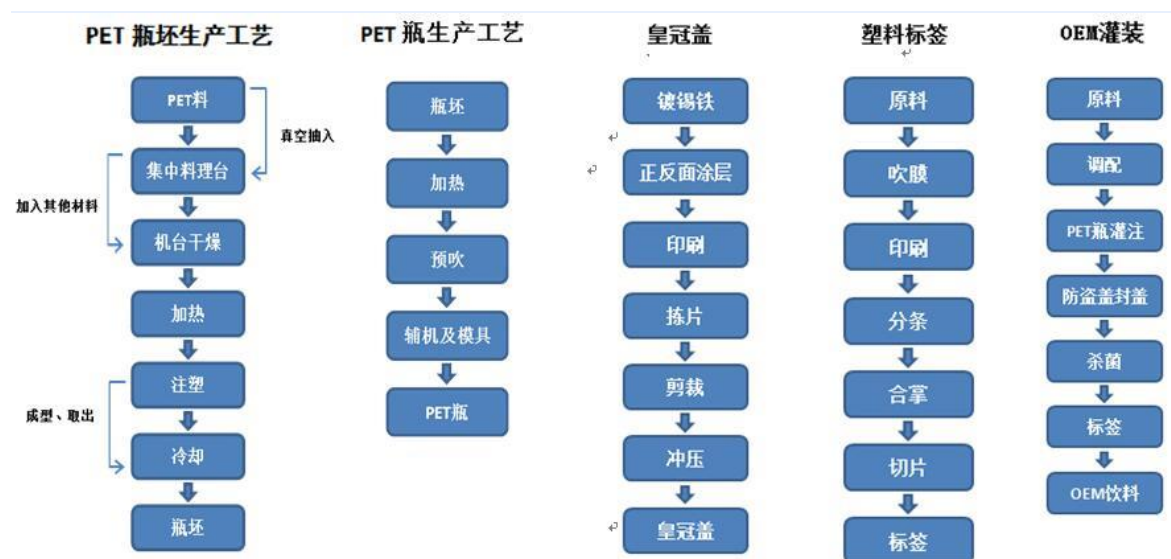 PET 瓶坯生产工艺
PET料
真空抽入
集中料理台
加入其他材料
机台干燥
加热
注塑
成型、取出
冷却
瓶坯
PET 瓶生产工艺
瓶坯
加热
预吹
辅机及模具
PET瓶
皇冠盖
镀锡铁
正反面涂层
印刷
拣片
剪裁
冲压
皇冠盖
塑料标签
原料
吹膜
印刷
分条
合掌
切片
标签
OEM灌装
原料
调配
PET瓶灌注
防盗盖封盖
杀菌
标签
OEM饮料